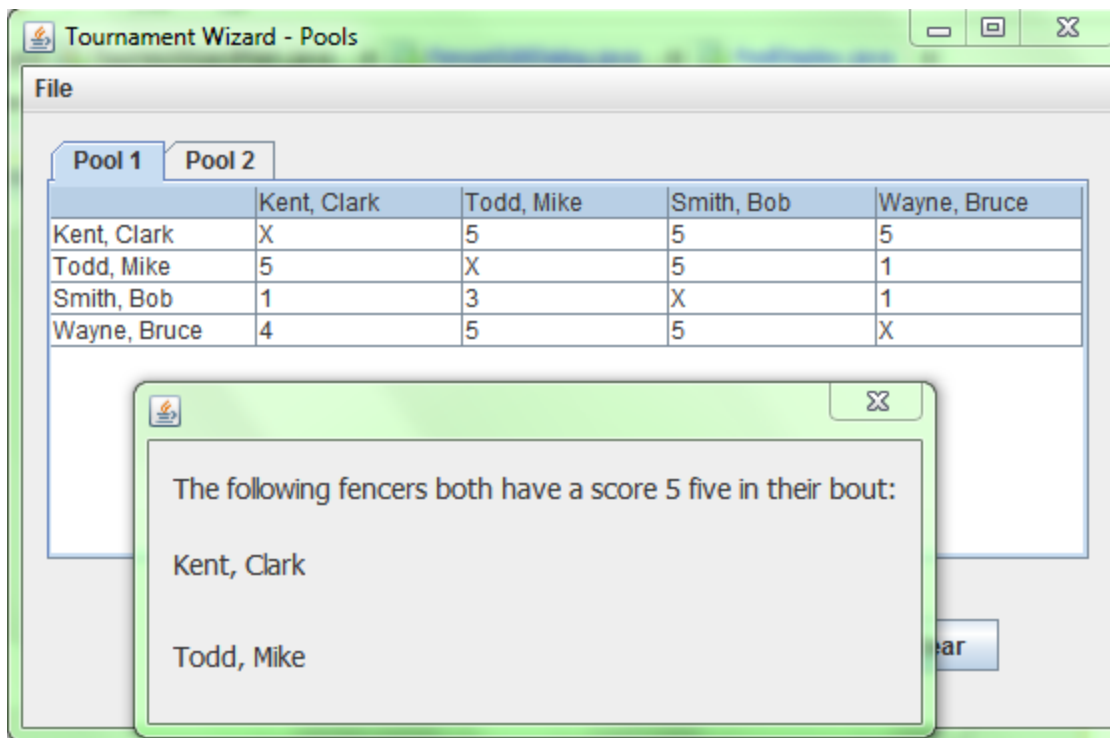 Tournament Wizard - Pools
File
Pool 1 Pool 2
Kent, Clark Todd, Mike Smith, Bob Wayne, Bruce
Kent, Clark X 5 5 5
Todd, Mike 5 X 5 1
Smith, Bob 1 3 X 1
Wayne, Bruce 4 5 5 X
The following fencers both have a score 5 five in their bout:
Kent, Clark
Todd, Mike
ear